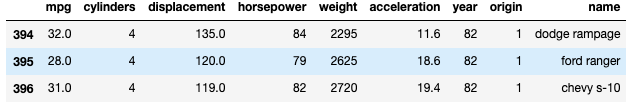 mpg cylinders displacement horsepower weight acceleration year origin name
394 32.0 4 135.0 84 2295 11.6 82 1 dodge rampage
395 28.0 4 120.0 79 2625 18.6 82 1 ford ranger
396 31.0 4 119.0 82 2720 19.4 82 1 chevy s-10